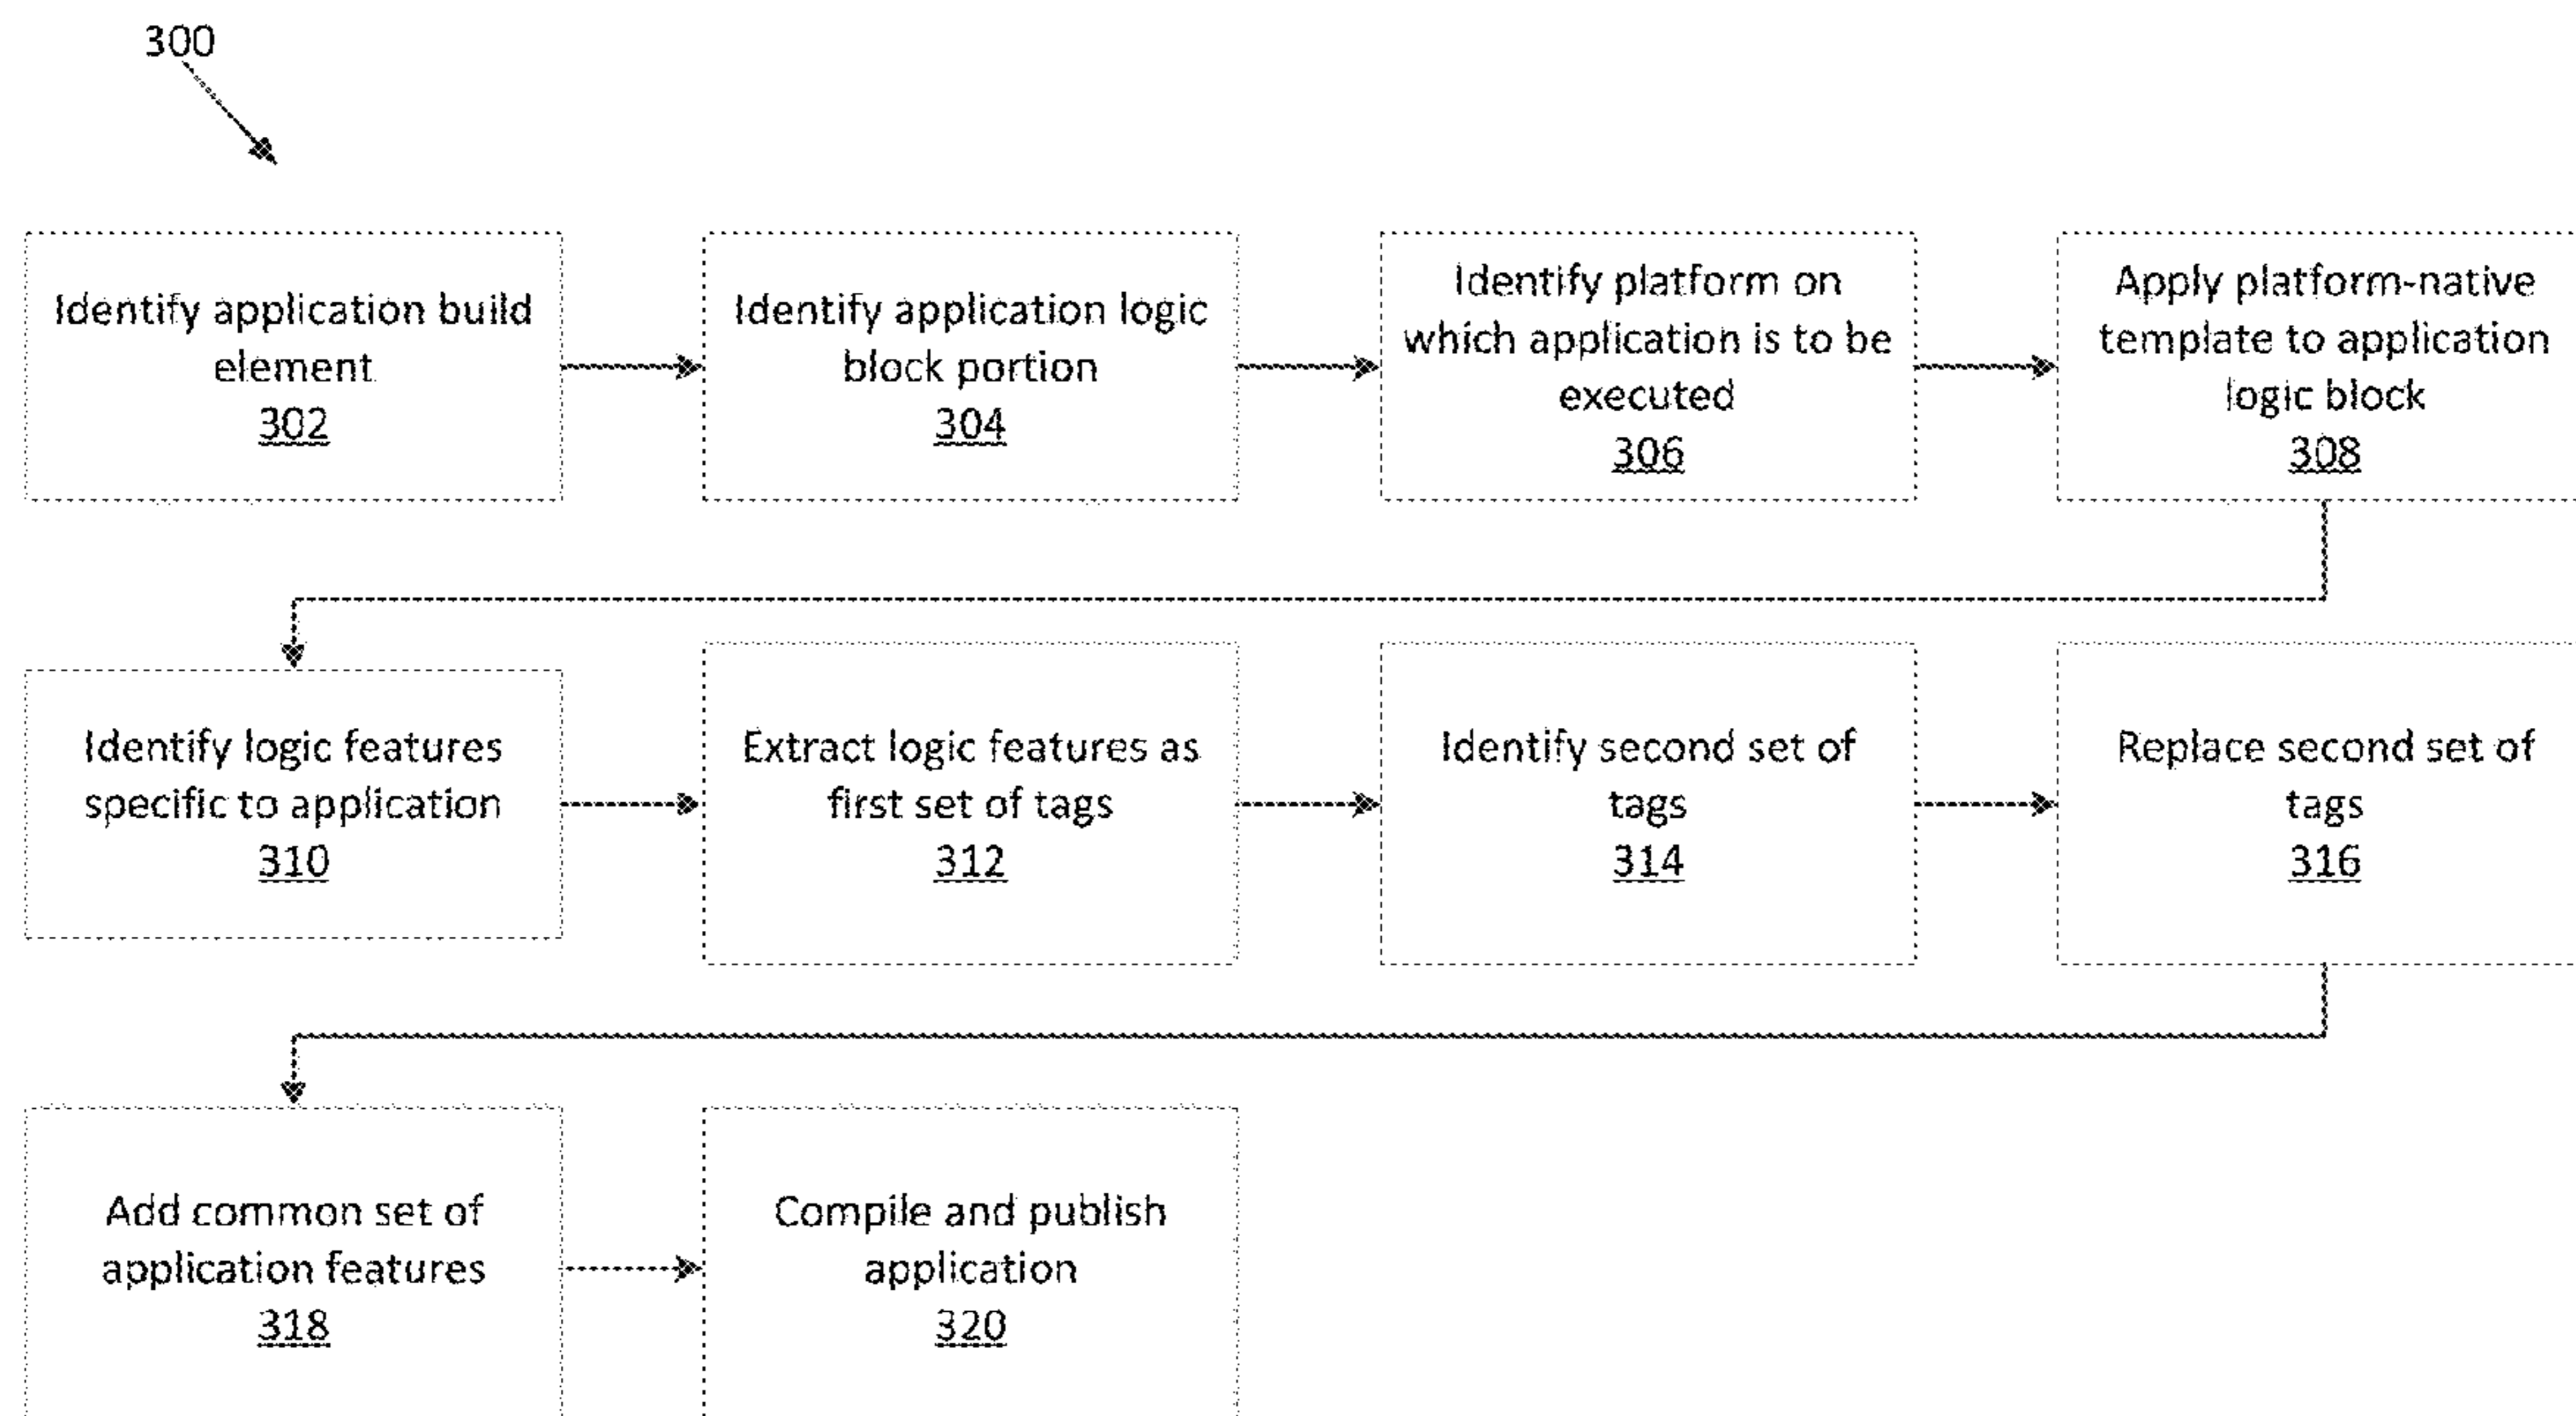 300
Identify application build
element
302
Identify application logic
block portion
304
Identify platform on
which application is to be
executed
306
Apply platform-native
template to application
logic block
308
Identify logic features
specific to application
310
Extract logic features as
first set of tags
312
Identify second set of
tags
314
Replace second set of
tags
316
Add common set of
application features
318
Compile and publish
application
320